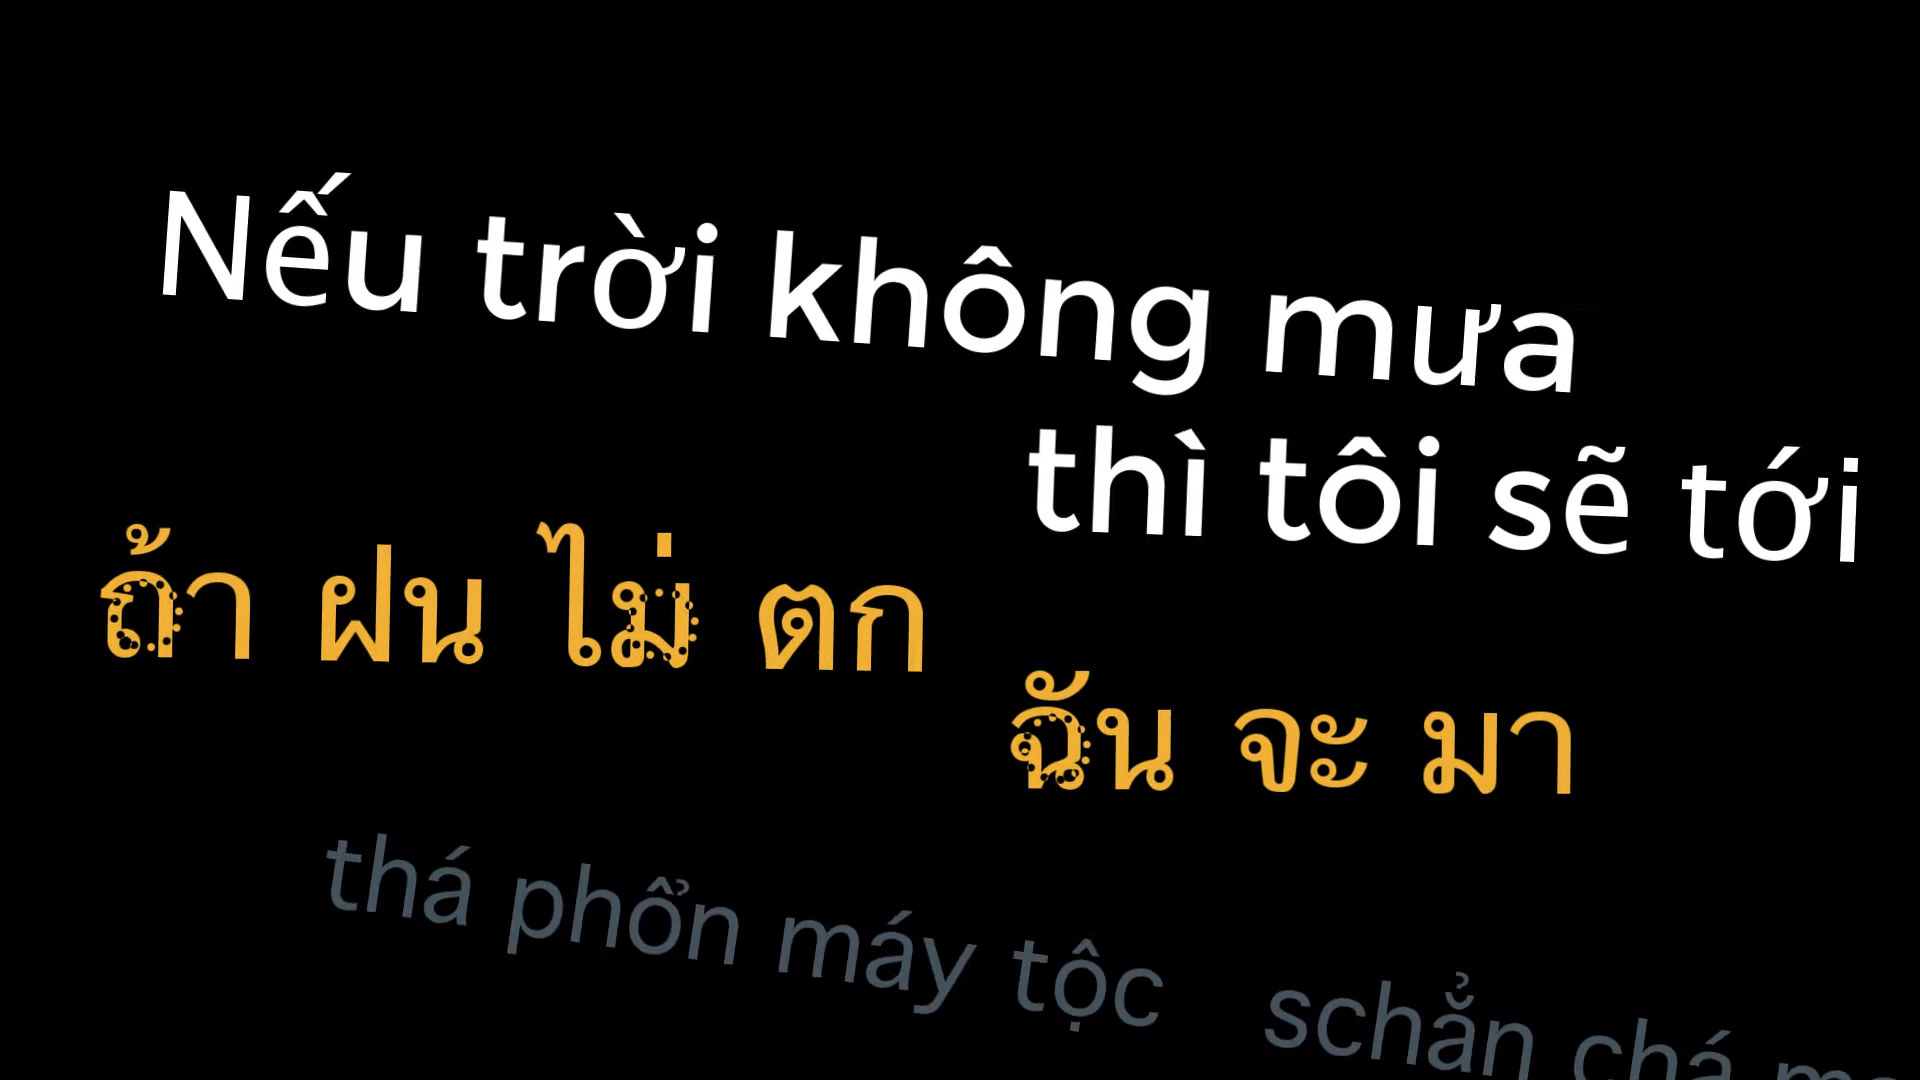 Nếu trời không mưa
thì tôi sẽ tới
ถ้า ฝน ไม่ ตก
ฉัน จะ มา
thá phổn máy tộc schẳn chá